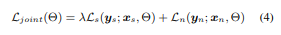 ℒ_joint(Θ) = λℒ_s(𝒚_s; 𝒙_s, Θ) + ℒ_n(𝒚_n; 𝒙_n, Θ) (4)